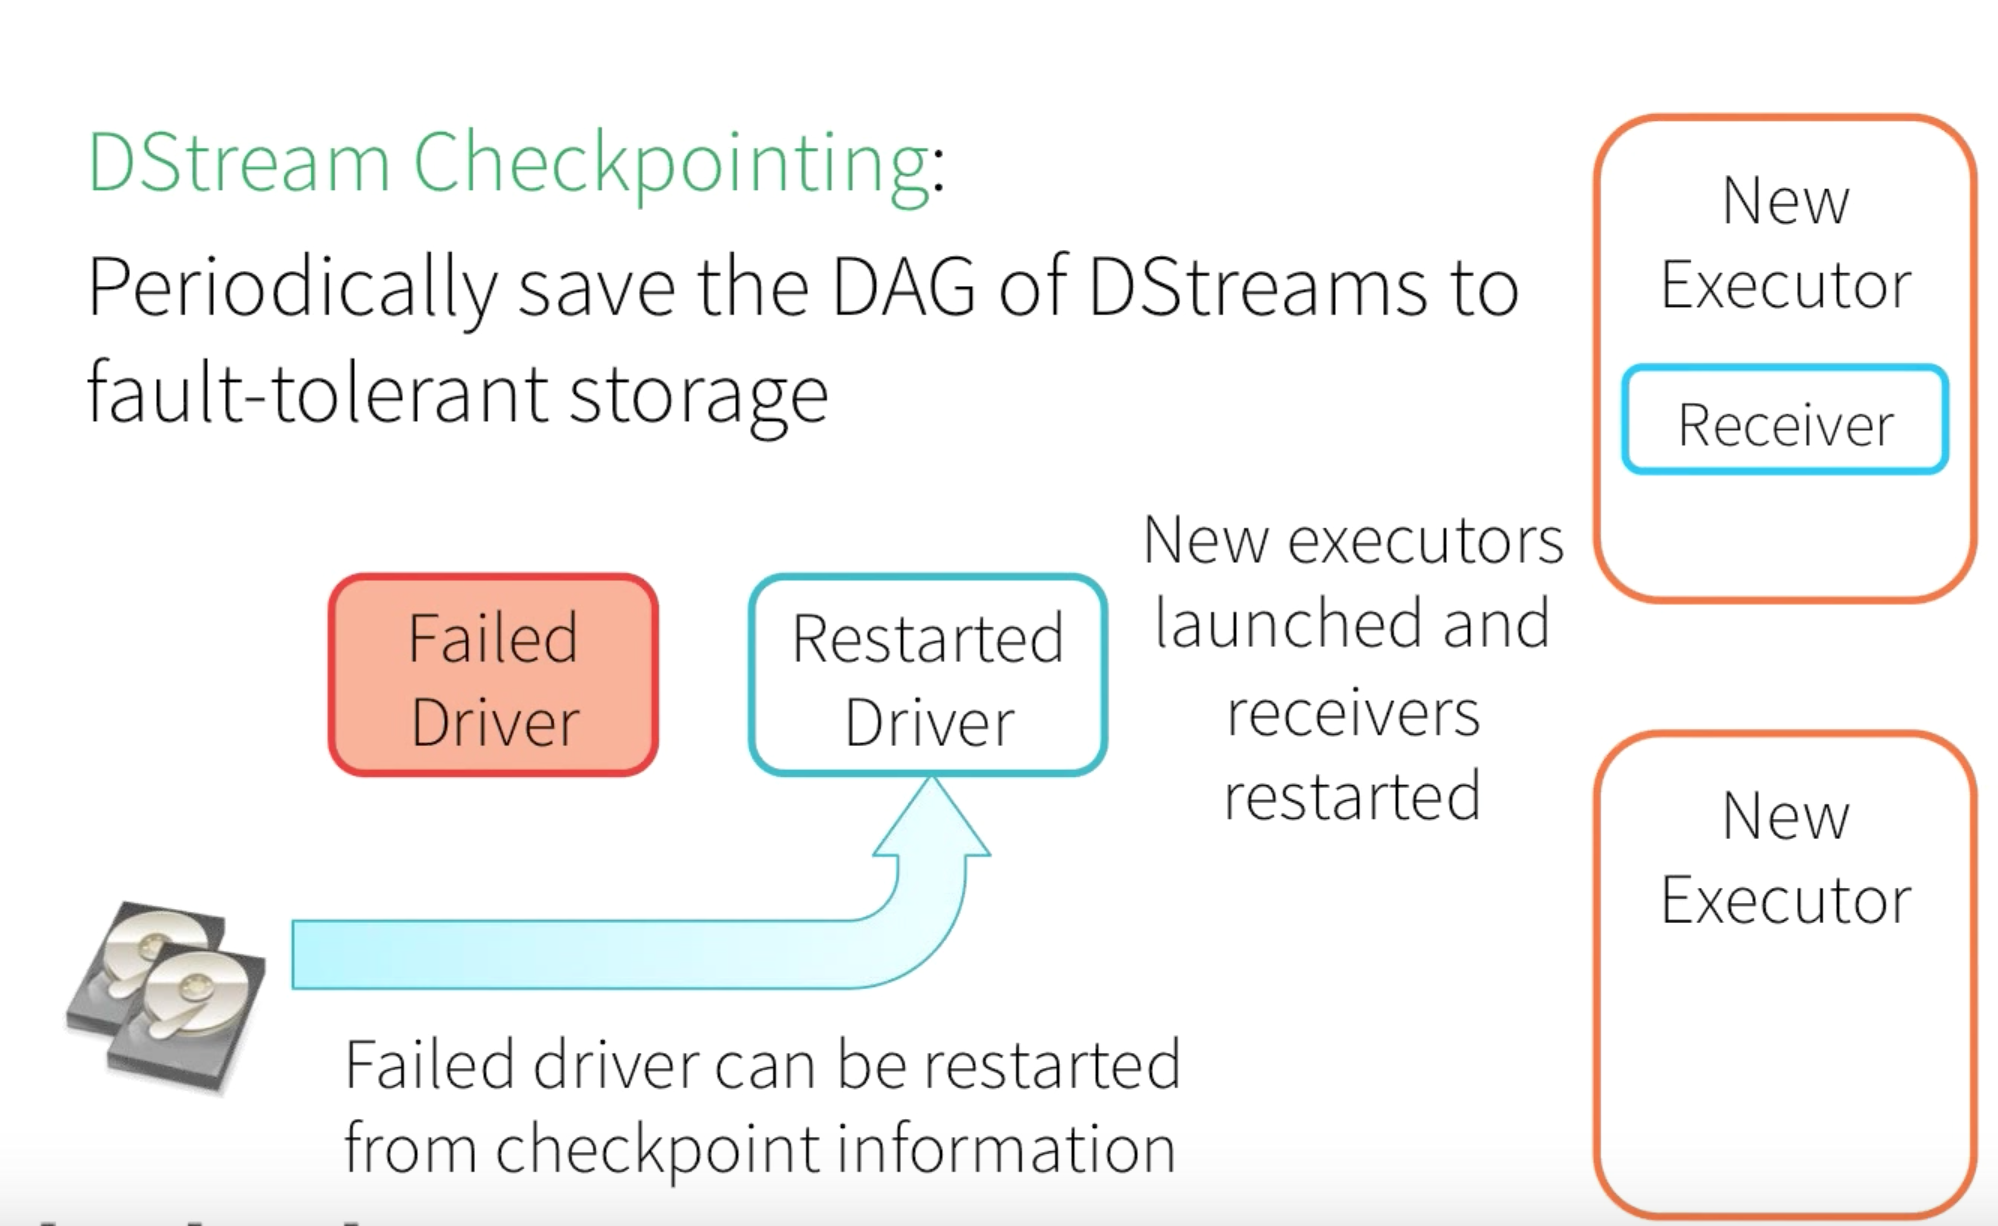 DStream Checkpointing:
Periodically save the DAG of DStreams to
fault-tolerant storage
Failed
Driver
Restarted
Driver
New executors
launched and
receivers
restarted
New
Executor
Receiver
New
Executor
Failed driver can be restarted
from checkpoint information